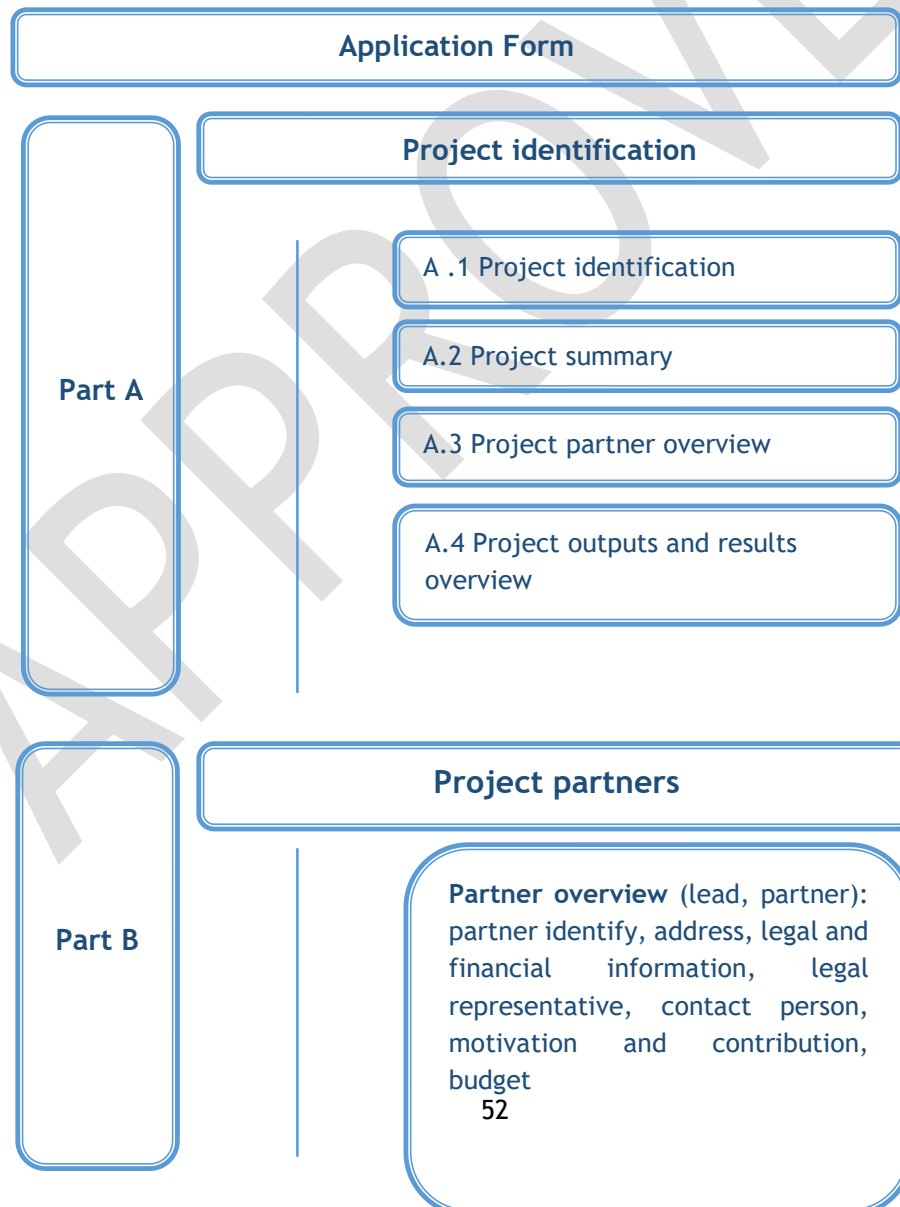 Application Form
Project identification
Part A
A .1 Project identification
A.2 Project summary
A.3 Project partner overview
A.4 Project outputs and results
overview
Project partners
Part B
Partner overview (lead, partner):
partner identify, address, legal and
financial information, legal
representative, contact person,
motivation and contribution,
budget
52
APPROVE